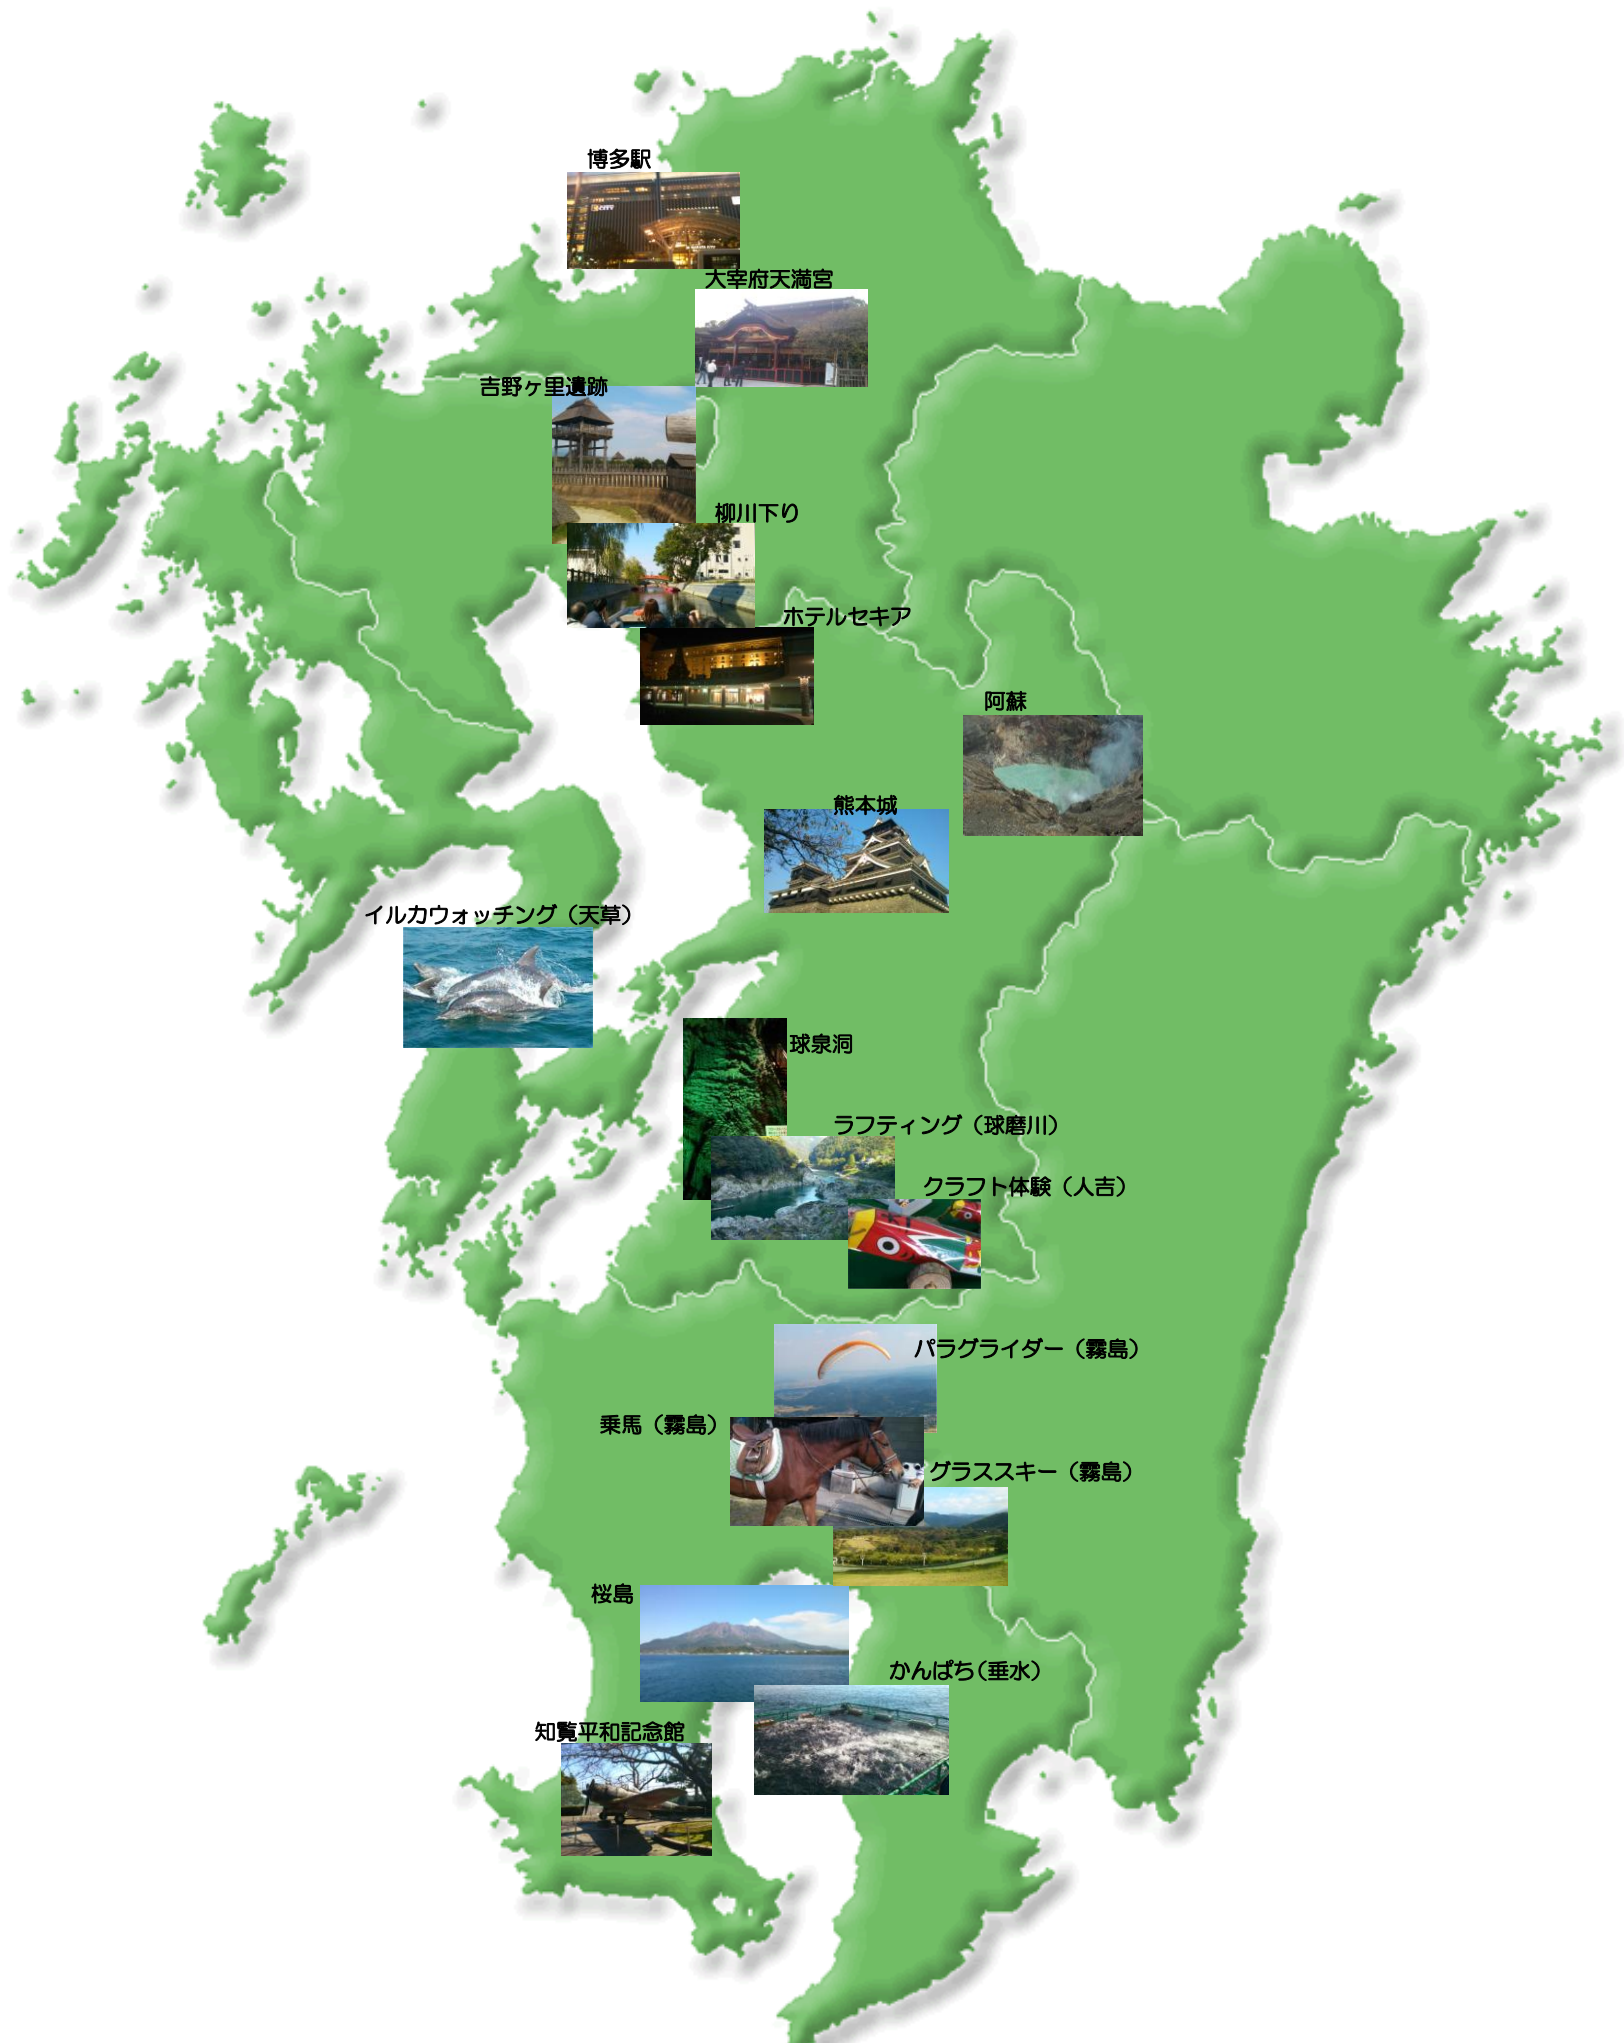 博多駅
大宰府天満宮
吉野ヶ里遺跡
柳川下り
ホテルセキア
阿蘇
熊本城
イルカウォッチング（天草）
球泉洞
ラフティング（球磨川）
クラフト体験（人吉）
パラグライダー（霧島）
乗馬（霧島）
グラススキー（霧島）
桜島
かんぱち（垂水）
知覧平和記念館